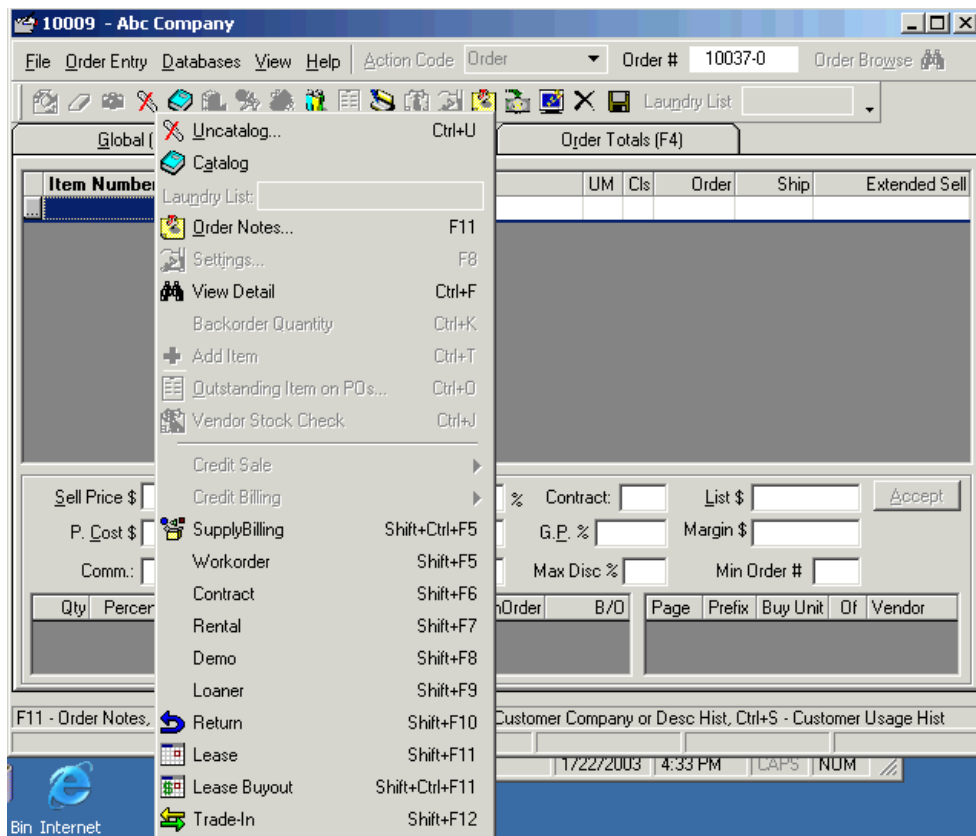 10009 - Abc Company
File Order Entry Databases View Help Action Code Order Order # 10037-0 Order Browse
Laundry List
Global ( Order Totals (F4)
Item Number UM Cls Order Ship Extended Sell
...
Uncatalog... Ctrl+U
Catalog
Laundry List:
Order Notes... F11
Settings... F8
View Detail Ctrl+F
Backorder Quantity Ctrl+K
Add Item Ctrl+T
Outstanding Item on POs... Ctrl+O
Vendor Stock Check Ctrl+J
Credit Sale
Credit Billing
SupplyBilling Shift+Ctrl+F5
Workorder Shift+F5
Contract Shift+F6
Rental Shift+F7
Demo Shift+F8
Loaner Shift+F9
Return Shift+F10
Lease Shift+F11
Lease Buyout Shift+Ctrl+F11
Trade-In Shift+F12
Sell Price $ % Contract: List $ Accept
P. Cost $ G.P. % Margin $
Comm.: Max Disc % Min Order #
Qty Percen nOrder B/O Page Prefix Buy Unit Of Vendor
F11 - Order Notes, Customer Company or Desc Hist, Ctrl+S - Customer Usage Hist
1/22/2003 4:33 PM CAPS NUM
Bin Internet